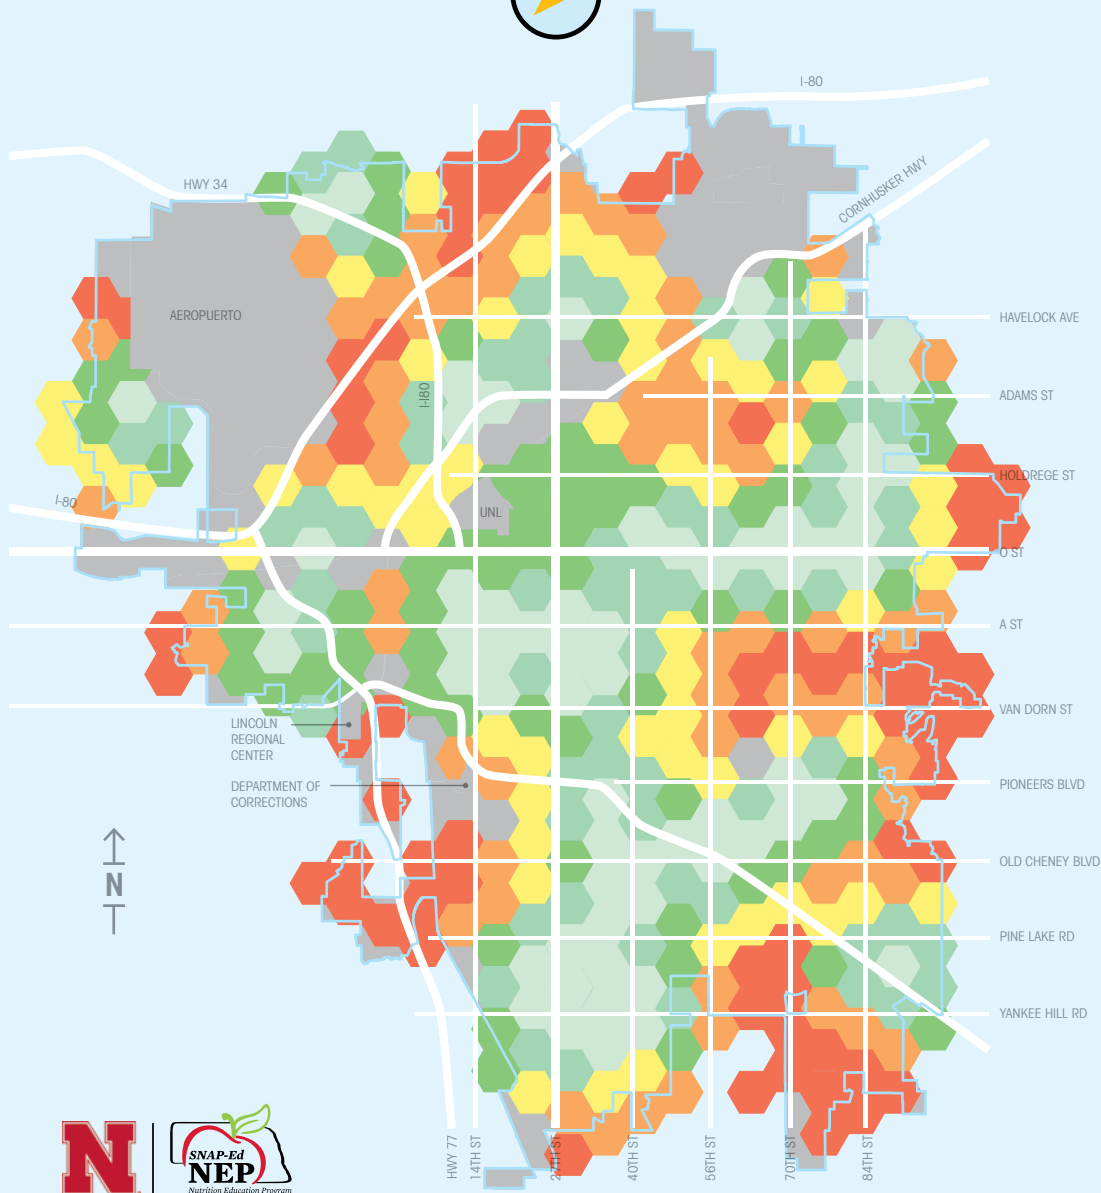 I-80
HWY 34
CORNHUSKER HWY
AEROPUERTO
HAVELOCK AVE
I-I80
ADAMS ST
HOLDREGE ST
I-80
UNL
O ST
A ST
VAN DORN ST
LINCOLN
REGIONAL
CENTER
DEPARTMENT OF
CORRECTIONS
PIONEERS BLVD
OLD CHENEY BLVD
N
PINE LAKE RD
YANKEE HILL RD
HWY 77
14TH ST
27TH ST
40TH ST
56TH ST
70TH ST
84TH ST
N
SNAP-Ed
NEP
Nutrition Education Program